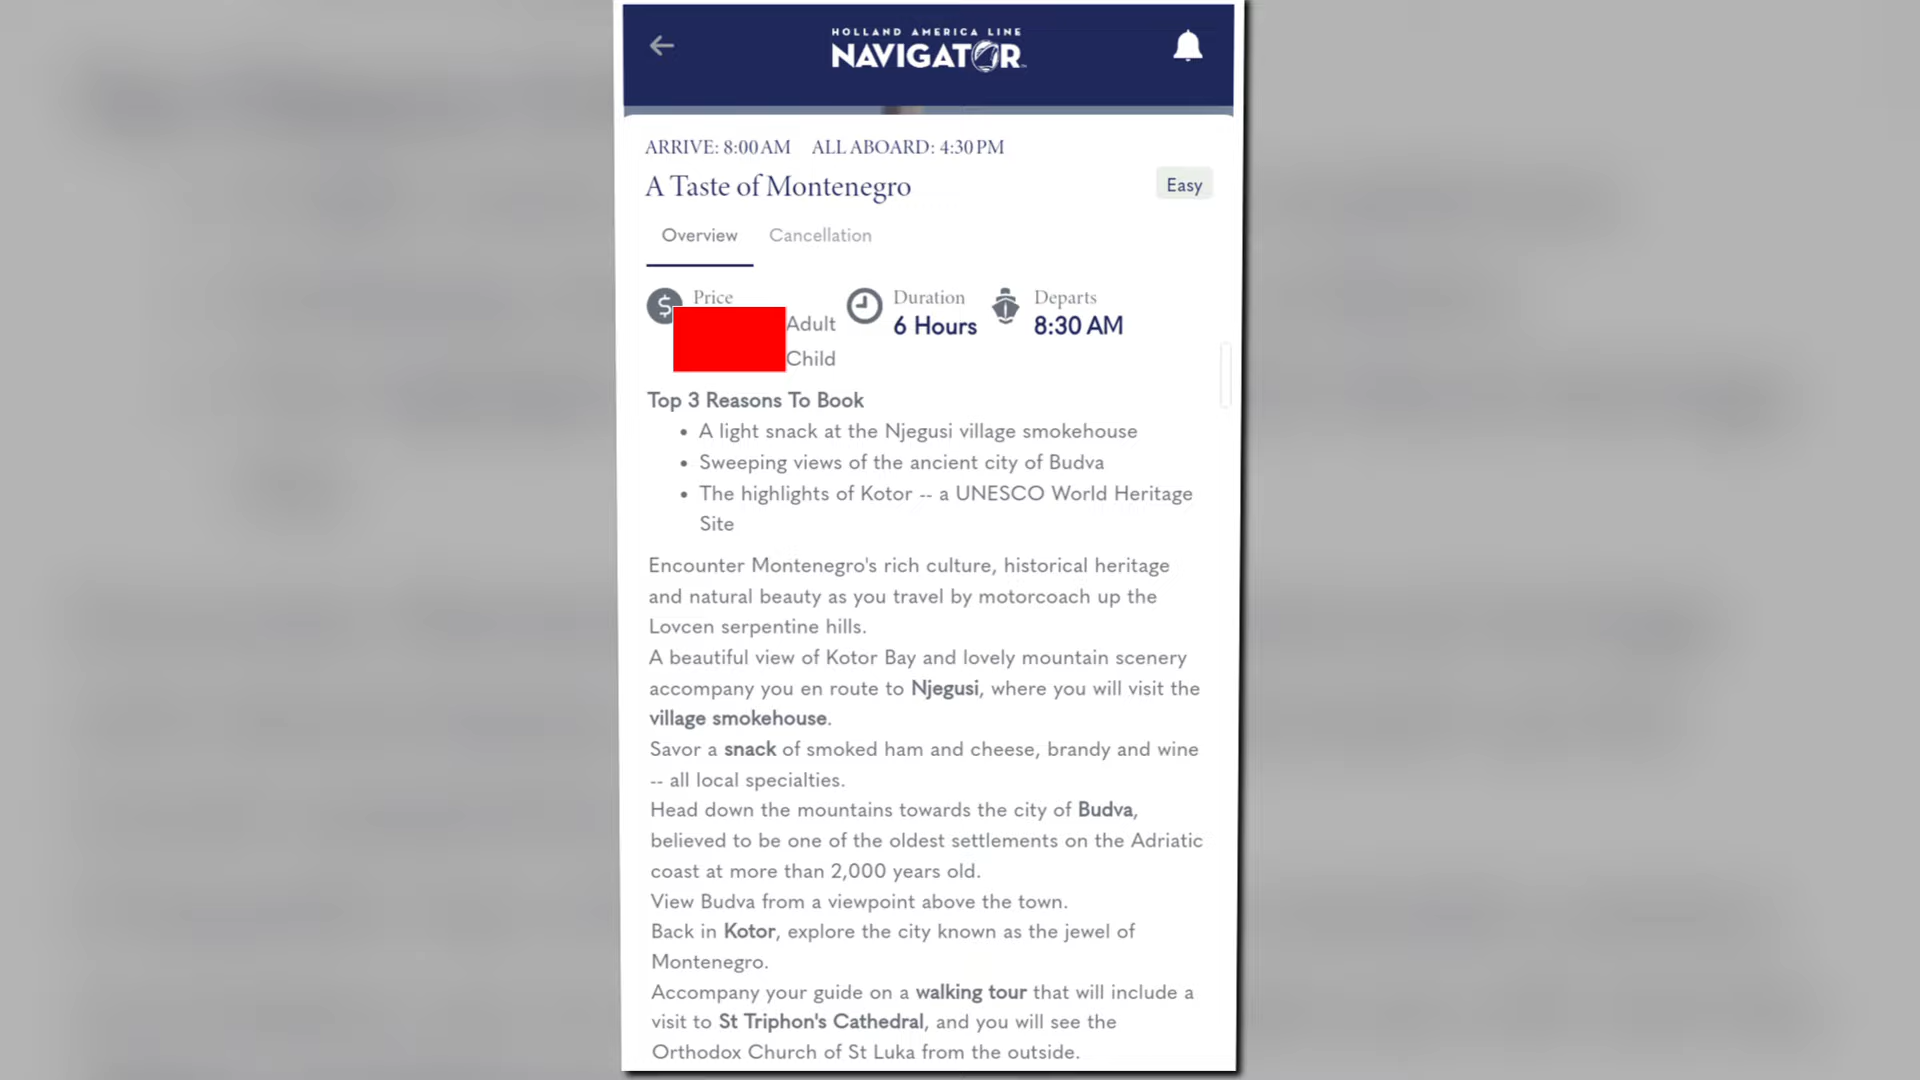 HOLLAND AMERICA LINE
NAVIGATOR
ARRIVE: 8:00 AM ALL ABOARD: 4:30 PM
A Taste of Montenegro
Easy
Overview Cancellation
Price
Adult
Child
Duration
6 Hours
Departs
8:30 AM
Top 3 Reasons To Book
• A light snack at the Njegusi village smokehouse
• Sweeping views of the ancient city of Budva
• The highlights of Kotor -- a UNESCO World Heritage
Site
Encounter Montenegro's rich culture, historical heritage
and natural beauty as you travel by motorcoach up the
Lovcen serpentine hills.
A beautiful view of Kotor Bay and lovely mountain scenery
accompany you en route to Njegusi, where you will visit the
village smokehouse.
Savor a snack of smoked ham and cheese, brandy and wine
-- all local specialties.
Head down the mountains towards the city of Budva,
believed to be one of the oldest settlements on the Adriatic
coast at more than 2,000 years old.
View Budva from a viewpoint above the town.
Back in Kotor, explore the city known as the jewel of
Montenegro.
Accompany your guide on a walking tour that will include a
visit to St Triphon's Cathedral, and you will see the
Orthodox Church of St Luka from the outside.